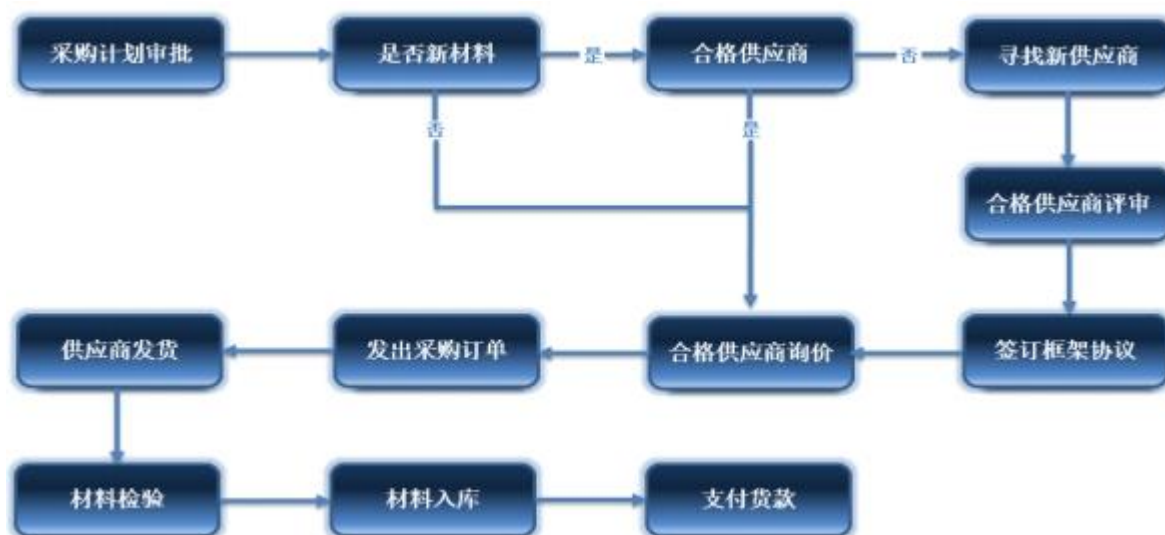 采购计划审批
是否新材料
是
合格供应商
否
寻找新供应商
否
是
合格供应商评审
供应商发货
发出采购订单
合格供应商询价
签订框架协议
材料检验
材料入库
支付货款